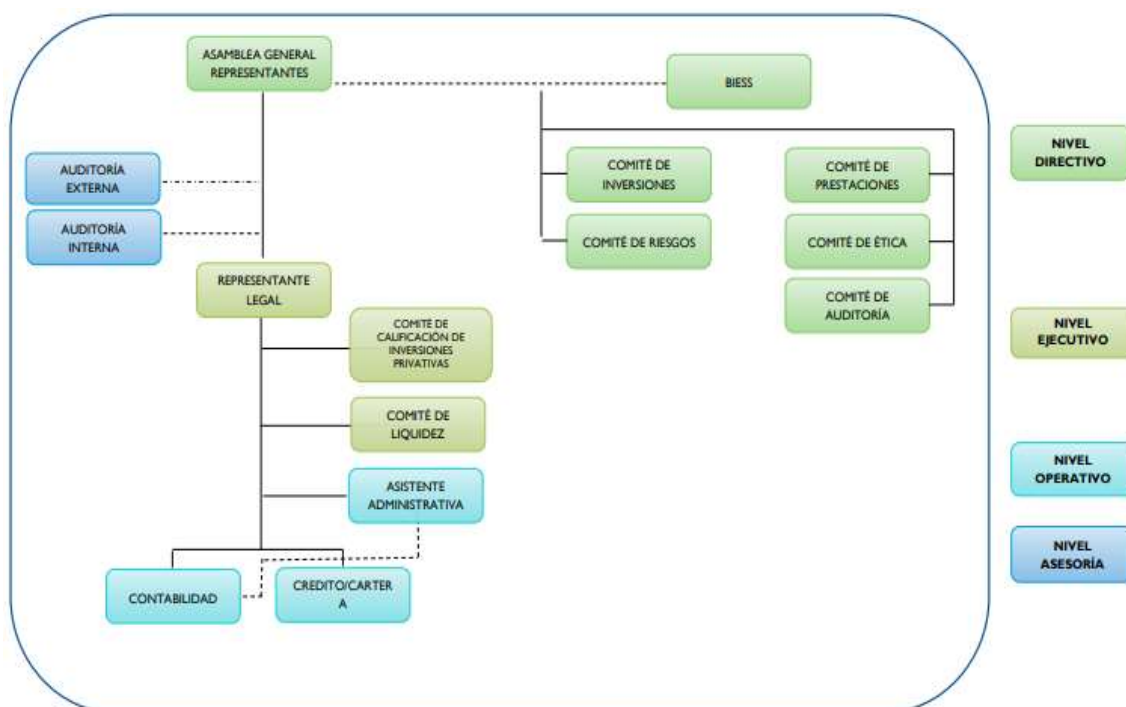 ASAMBLEA GENERAL
REPRESENTANTES
BIESS
NIVEL
DIRECTIVO
AUDITORÍA
EXTERNA
COMITÉ DE
INVERSIONES
COMITÉ DE
PRESTACIONES
AUDITORÍA
INTERNA
COMITÉ DE RIESGOS
COMITÉ DE ÉTICA
REPRESENTANTE
LEGAL
COMITÉ DE
AUDITORÍA
COMITÉ DE
CALIFICACIÓN DE
INVERSIONES
PRIVATIVAS
NIVEL
EJECUTIVO
COMITÉ DE
LIQUIDEZ
ASISTENTE
ADMINISTRATIVA
NIVEL
OPERATIVO
NIVEL
ASESORÍA
CONTABILIDAD
CREDITO/CARTER
A